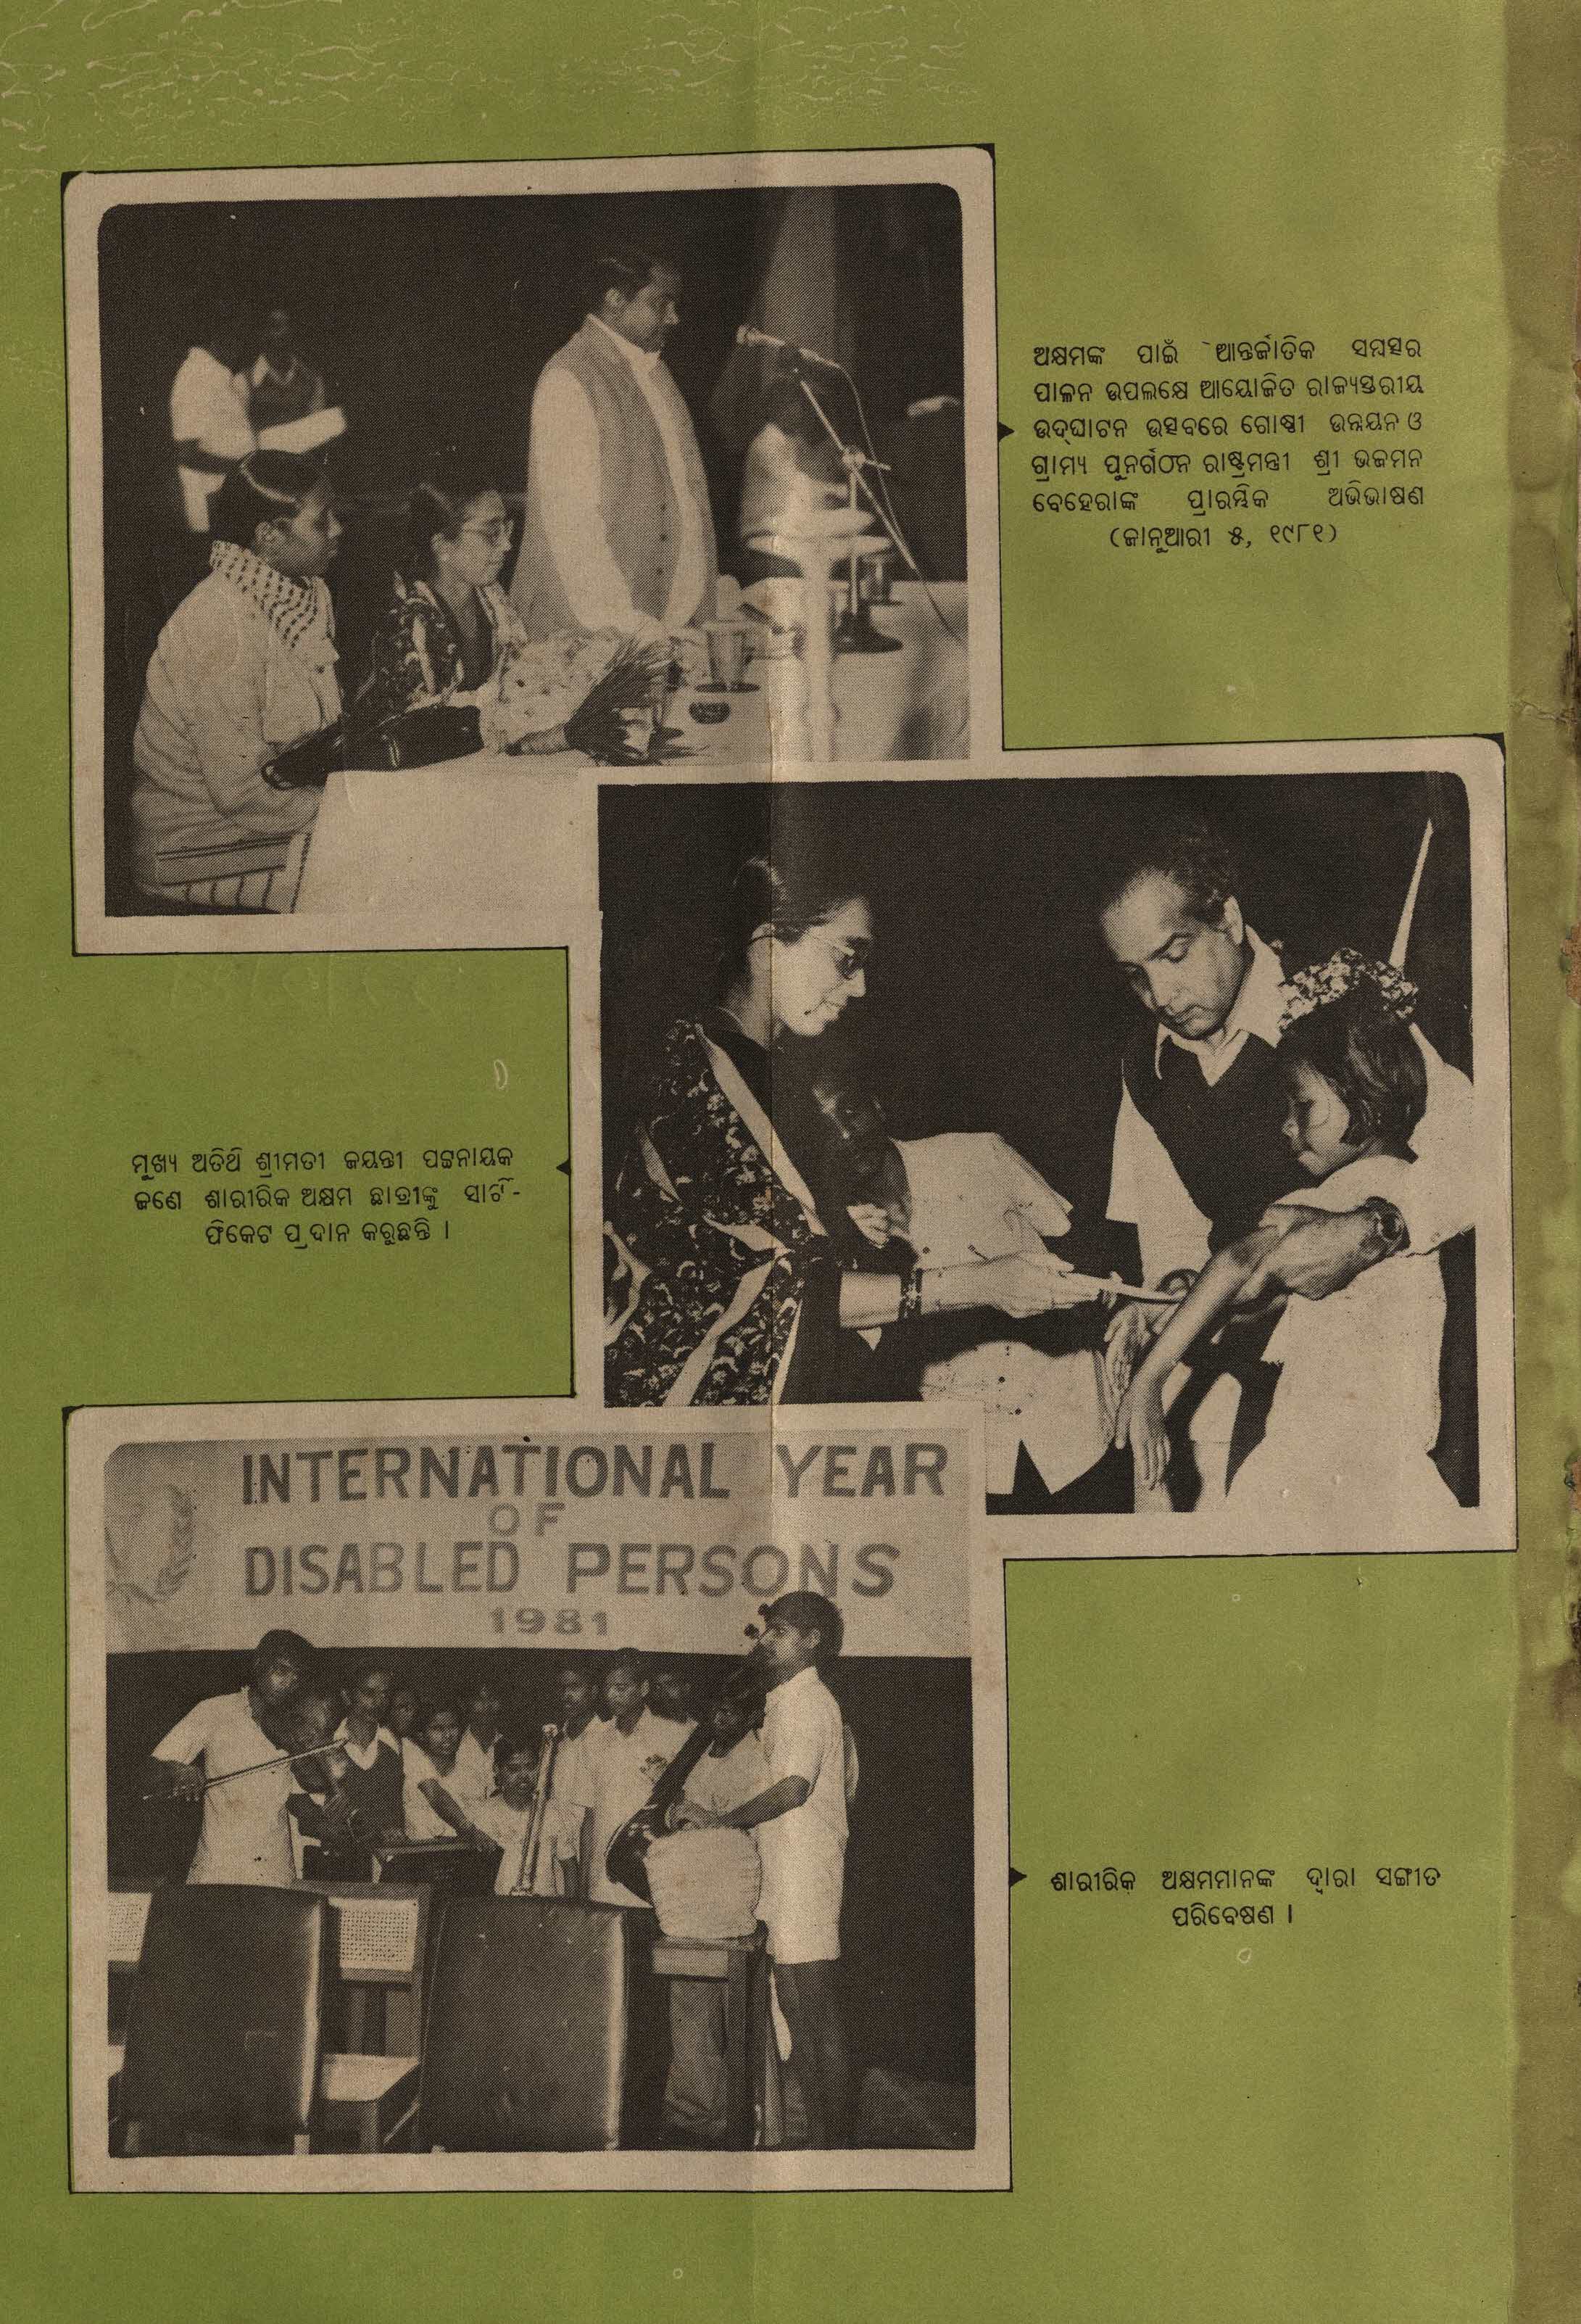 ଅକ୍ଷମଙ୍କ ପାଇଁ ଆନ୍ତର୍ଜାତିକ ସମ୍ବତ୍ସର
ପାଳନ ଉପଲକ୍ଷେ ଆୟୋଜିତ ରାଜ୍ୟସ୍ତରୀୟ
ଉଦ୍‌ଘାଟନ ଉତ୍ସବରେ ଗୋଷ୍ଠୀ ଉନ୍ନୟନ ଓ
ଗ୍ରାମ୍ୟ ପୁନର୍ଗଠନ ରାଷ୍ଟ୍ରମନ୍ତ୍ରୀ ଶ୍ରୀ ଭଜମନ
ବେହେରାଙ୍କ ପ୍ରାରମ୍ଭିକ ଅଭିଭାଷଣ
(ଜାନୁଆରୀ ୫, ୧୯୮୧)
ମୁଖ୍ୟ ଅତିଥି ଶ୍ରୀମତୀ ଜୟନ୍ତୀ ପଟ୍ଟନାୟକ
ଜଣେ ଶାରୀରିକ ଅକ୍ଷମ ଛାତ୍ରୀଙ୍କୁ ସାର୍ଟ-
ଫିକେଟ ପ୍ରଦାନ କରୁଛନ୍ତି ।
INTERNATIONAL YEAR
OF
DISABLED PERSONS
1981
ଶାରୀରିକ ଅକ୍ଷମମାନଙ୍କ ଦ୍ୱାରା ସଙ୍ଗୀତ
ପରିବେଷଣ ।